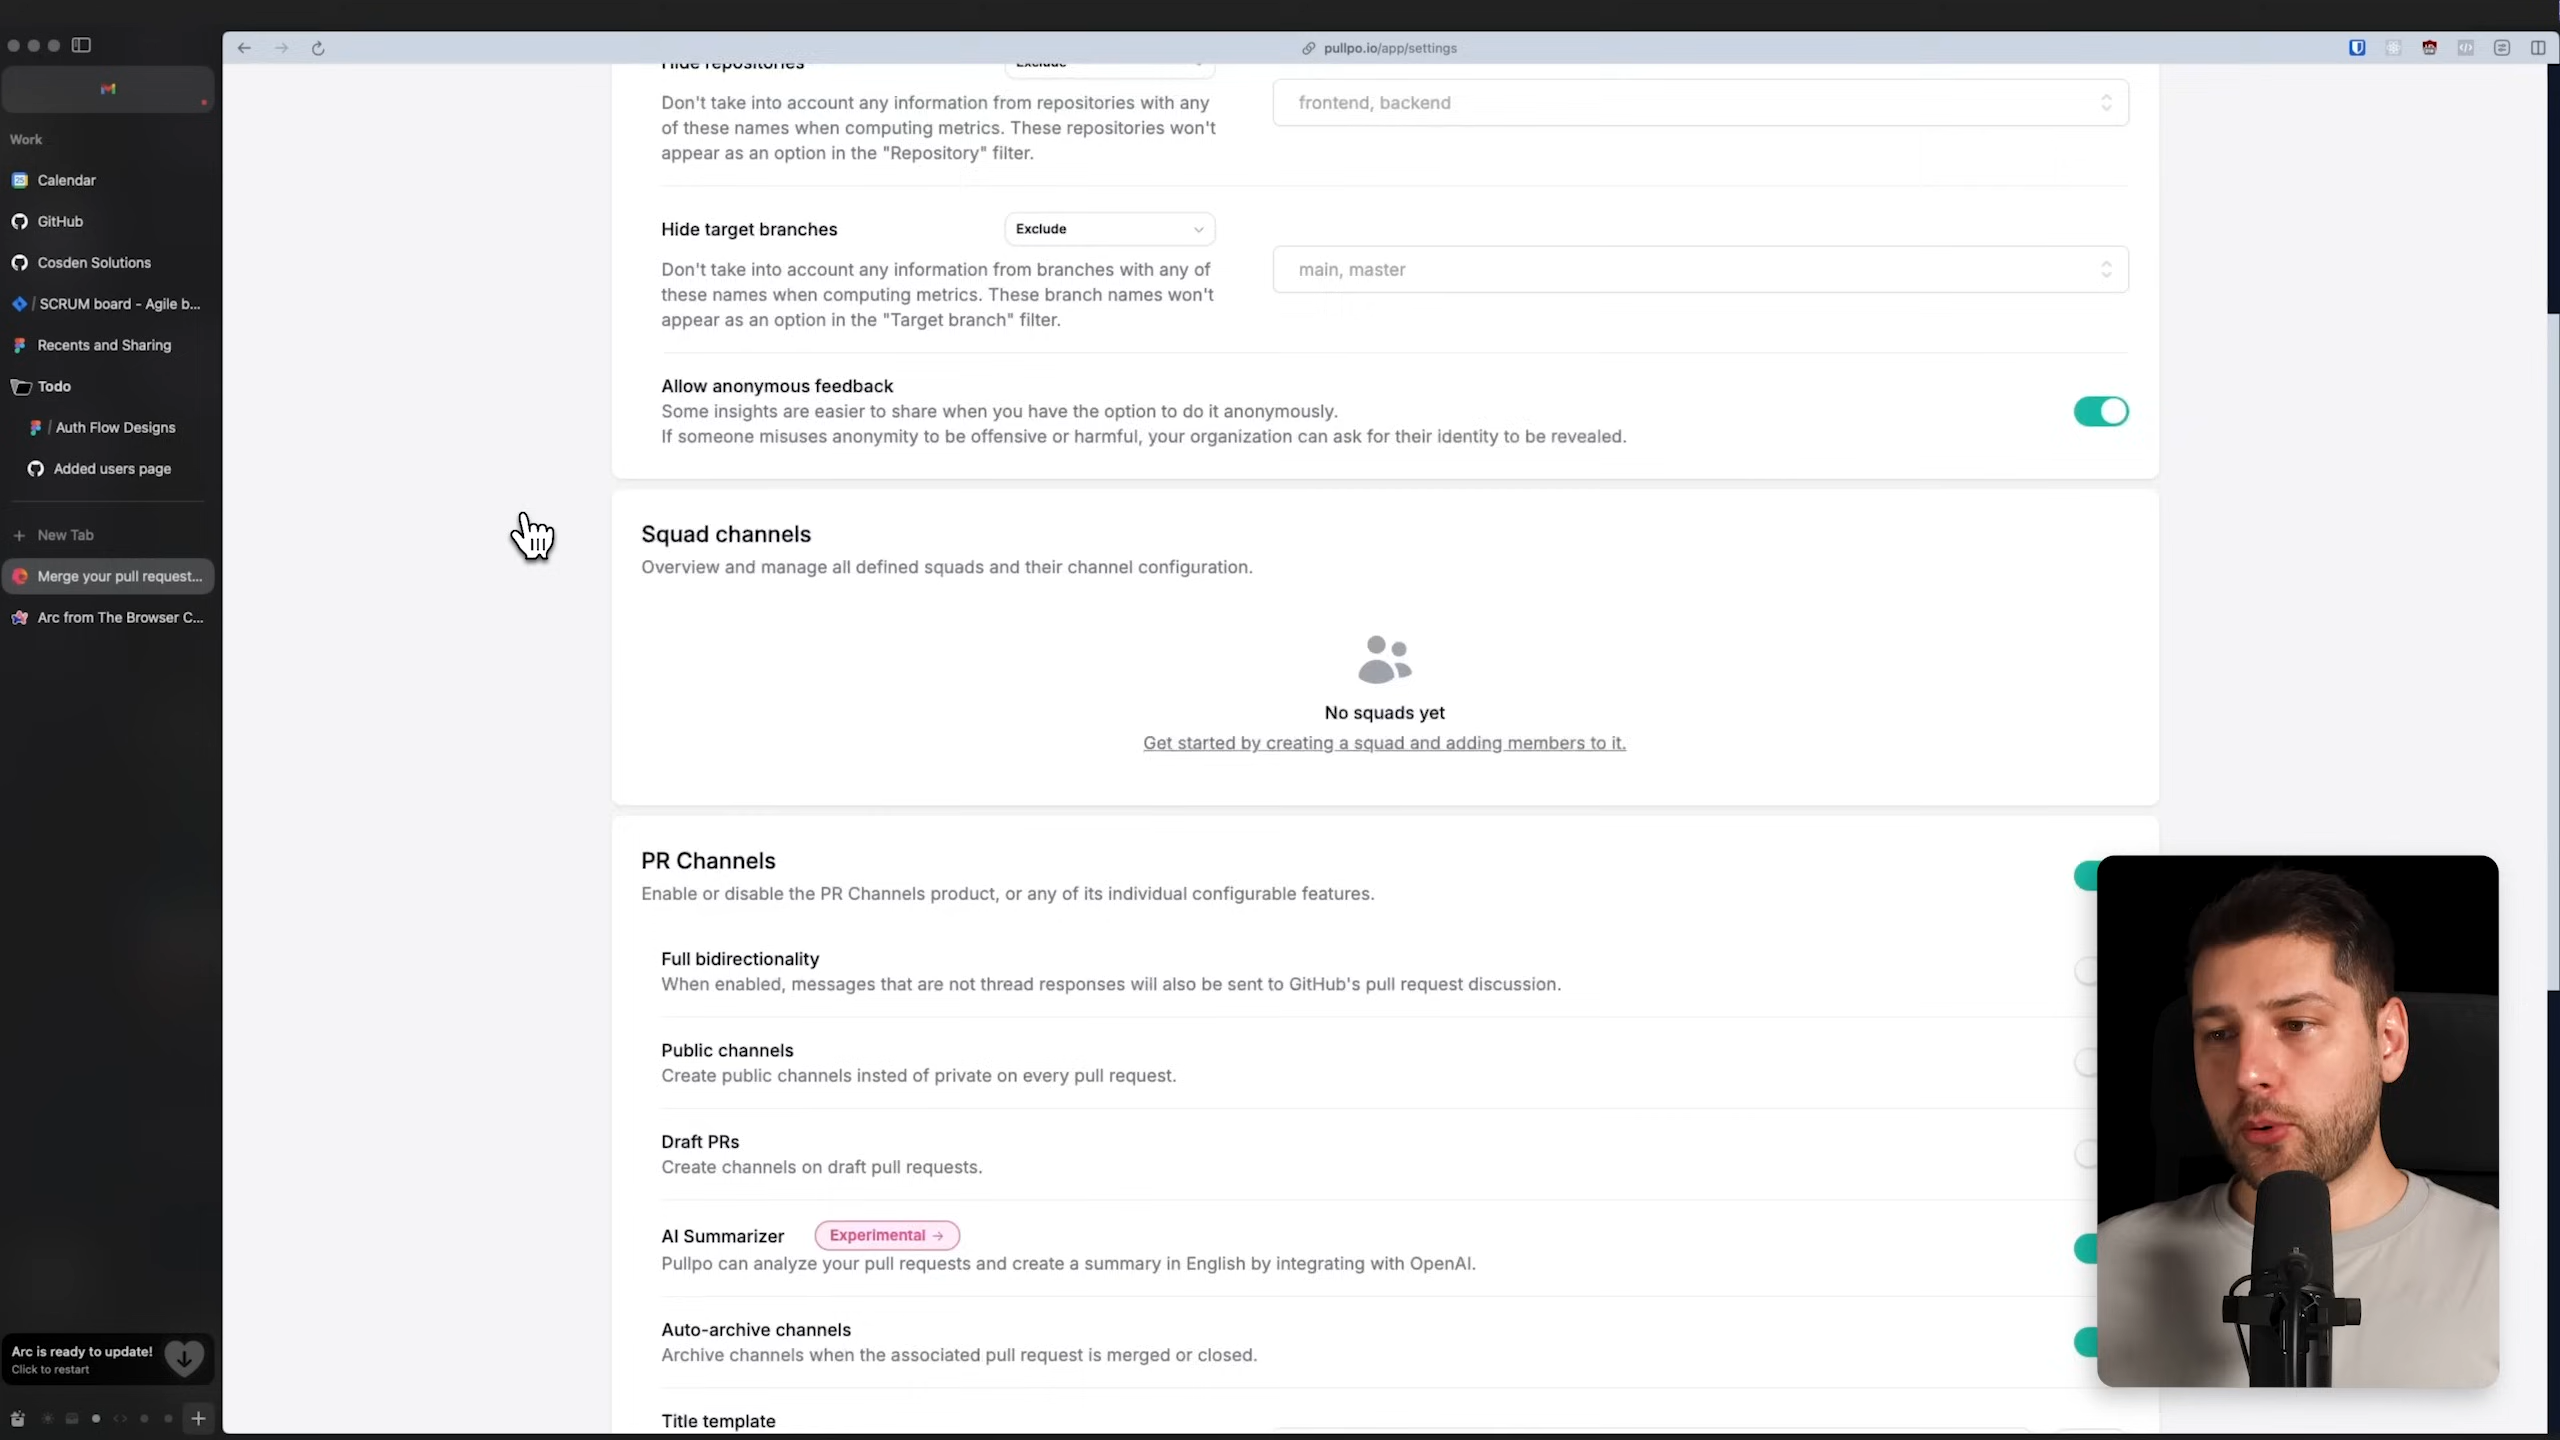 pullpo.io/app/settings
Work
Calendar
GitHub
Cosden Solutions
/ SCRUM board - Agile b...
Recents and Sharing
Todo
/ Auth Flow Designs
Added users page
+ New Tab
Merge your pull request...
Arc from The Browser C...
Arc is ready to update!
Click to restart
Hide repositories
Exclude
Don't take into account any information from repositories with any
of these names when computing metrics. These repositories won't
appear as an option in the "Repository" filter.
frontend, backend
Hide target branches
Exclude
Don't take into account any information from branches with any of
these names when computing metrics. These branch names won't
appear as an option in the "Target branch" filter.
main, master
Allow anonymous feedback
Some insights are easier to share when you have the option to do it anonymously.
If someone misuses anonymity to be offensive or harmful, your organization can ask for their identity to be revealed.
Squad channels
Overview and manage all defined squads and their channel configuration.
No squads yet
Get started by creating a squad and adding members to it.
PR Channels
Enable or disable the PR Channels product, or any of its individual configurable features.
Full bidirectionality
When enabled, messages that are not thread responses will also be sent to GitHub's pull request discussion.
Public channels
Create public channels insted of private on every pull request.
Draft PRs
Create channels on draft pull requests.
AI Summarizer
Experimental →
Pullpo can analyze your pull requests and create a summary in English by integrating with OpenAI.
Auto-archive channels
Archive channels when the associated pull request is merged or closed.
Title template